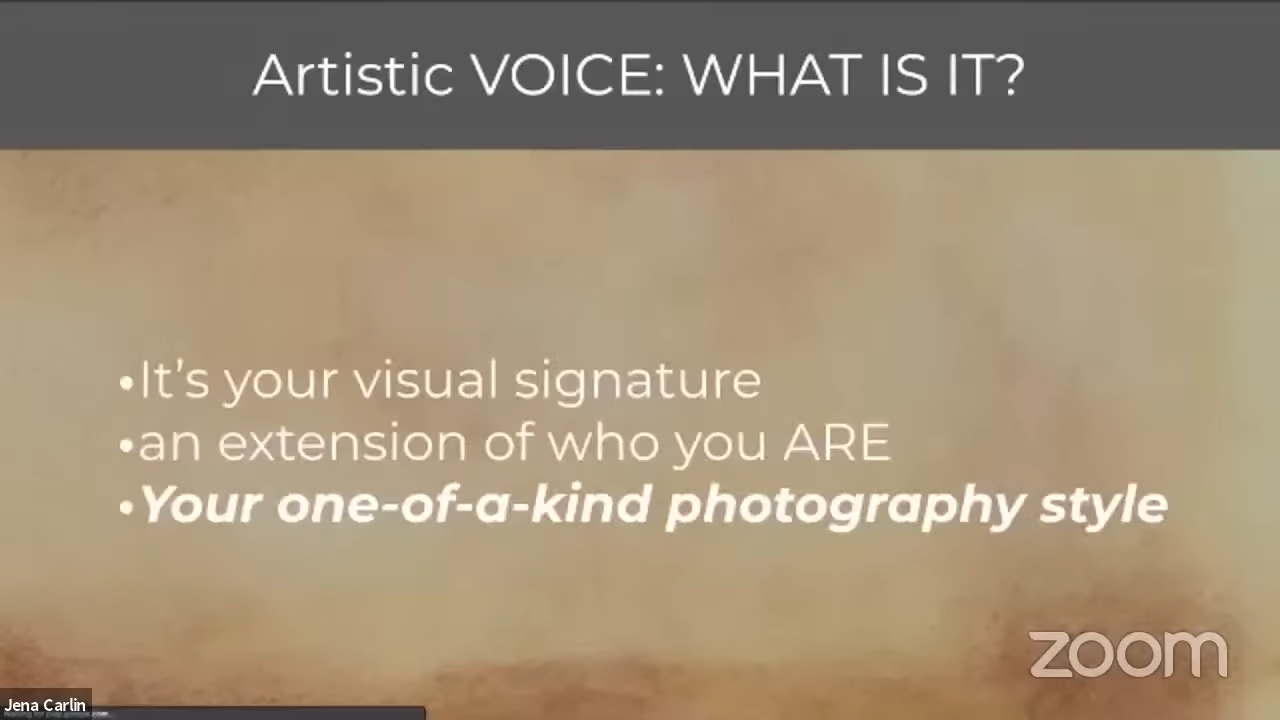 Artistic VOICE: WHAT IS IT?
•It's your visual signature
•an extension of who you ARE
•Your one-of-a-kind photography style
zoom
Jena Carlin